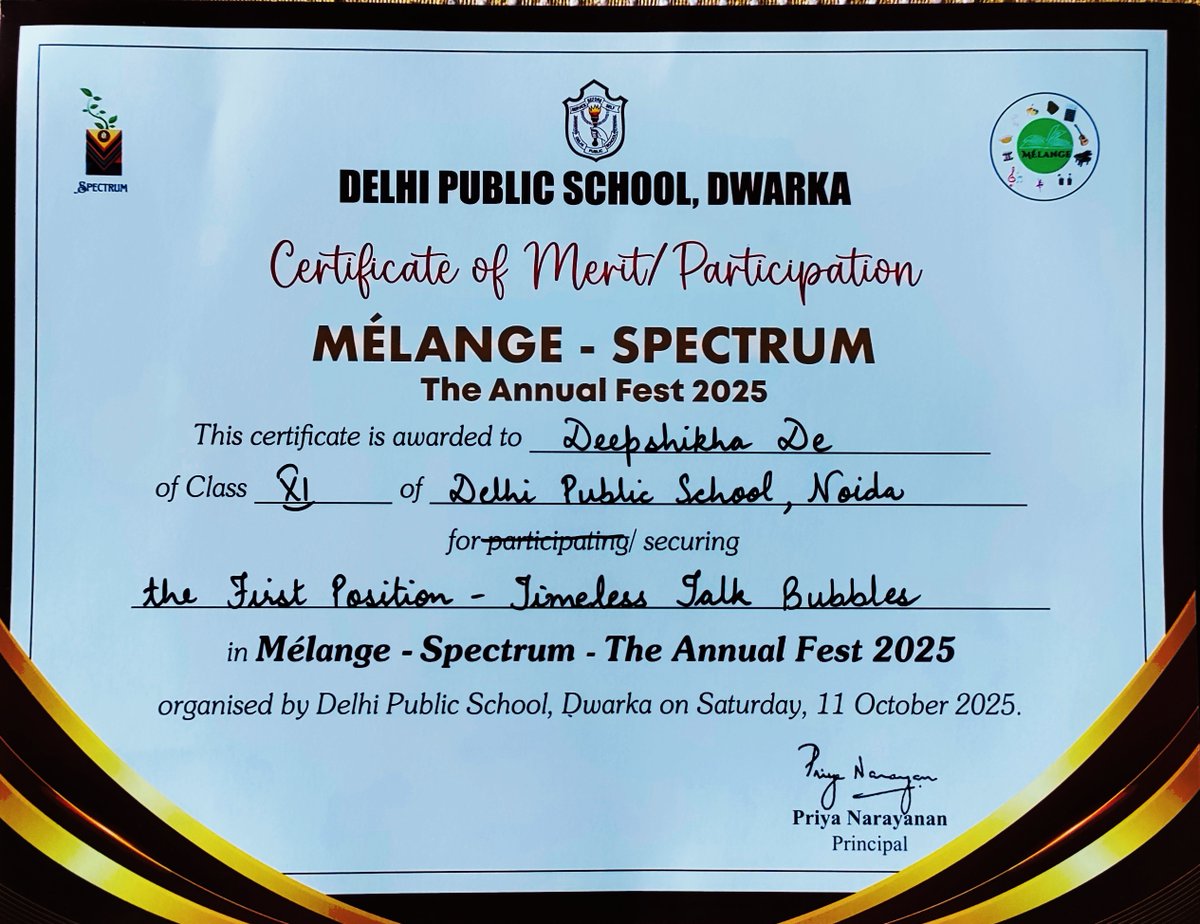 SPECTRUM
MÉLANGE
DELHI PUBLIC SCHOOL, DWARKA
Certificate of Merit/Participation
MÉLANGE - SPECTRUM
The Annual Fest 2025
This certificate is awarded to Deepshikha De
of Class XI of Delhi Public School, Noida
for participating/ securing
the First Position - Timeless Talk Bubbles
in Mélange - Spectrum - The Annual Fest 2025
organised by Delhi Public School, Dwarka on Saturday, 11 October 2025.
Priya Narayan
Priya Narayanan
Principal